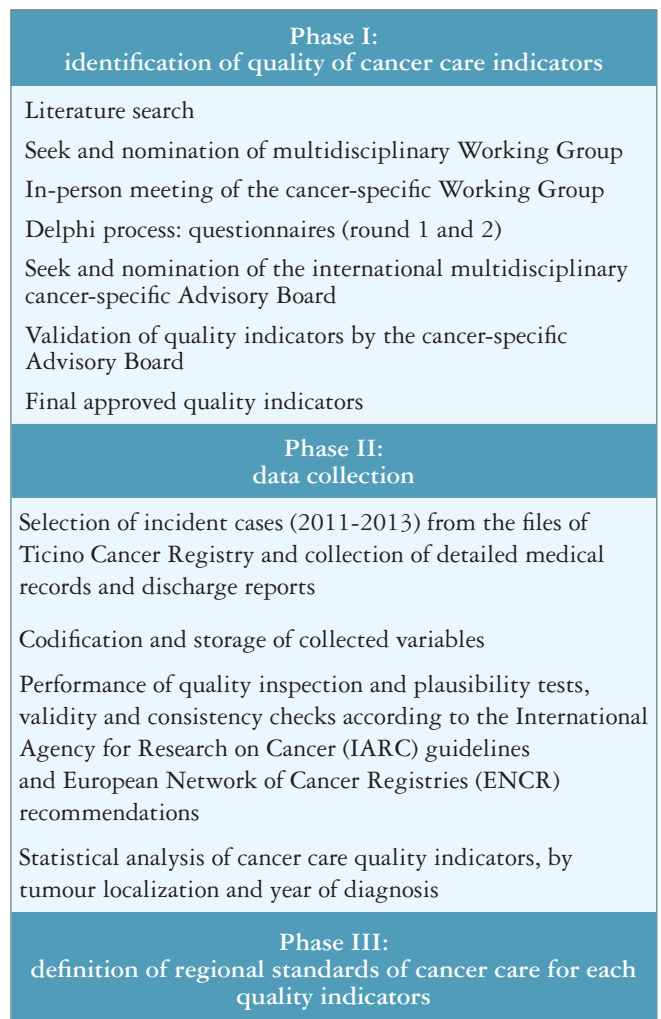 Phase I:
identification of quality of cancer care indicators
Literature search
Seek and nomination of multidisciplinary Working Group
In-person meeting of the cancer-specific Working Group
Delphi process: questionnaires (round 1 and 2)
Seek and nomination of the international multidisciplinary
cancer-specific Advisory Board
Validation of quality indicators by the cancer-specific
Advisory Board
Final approved quality indicators
Phase II:
data collection
Selection of incident cases (2011-2013) from the files of
Ticino Cancer Registry and collection of detailed medical
records and discharge reports
Codification and storage of collected variables
Performance of quality inspection and plausibility tests,
validity and consistency checks according to the International
Agency for Research on Cancer (IARC) guidelines
and European Network of Cancer Registries (ENCR)
recommendations
Statistical analysis of cancer care quality indicators, by
tumour localization and year of diagnosis
Phase III:
definition of regional standards of cancer care for each
quality indicators